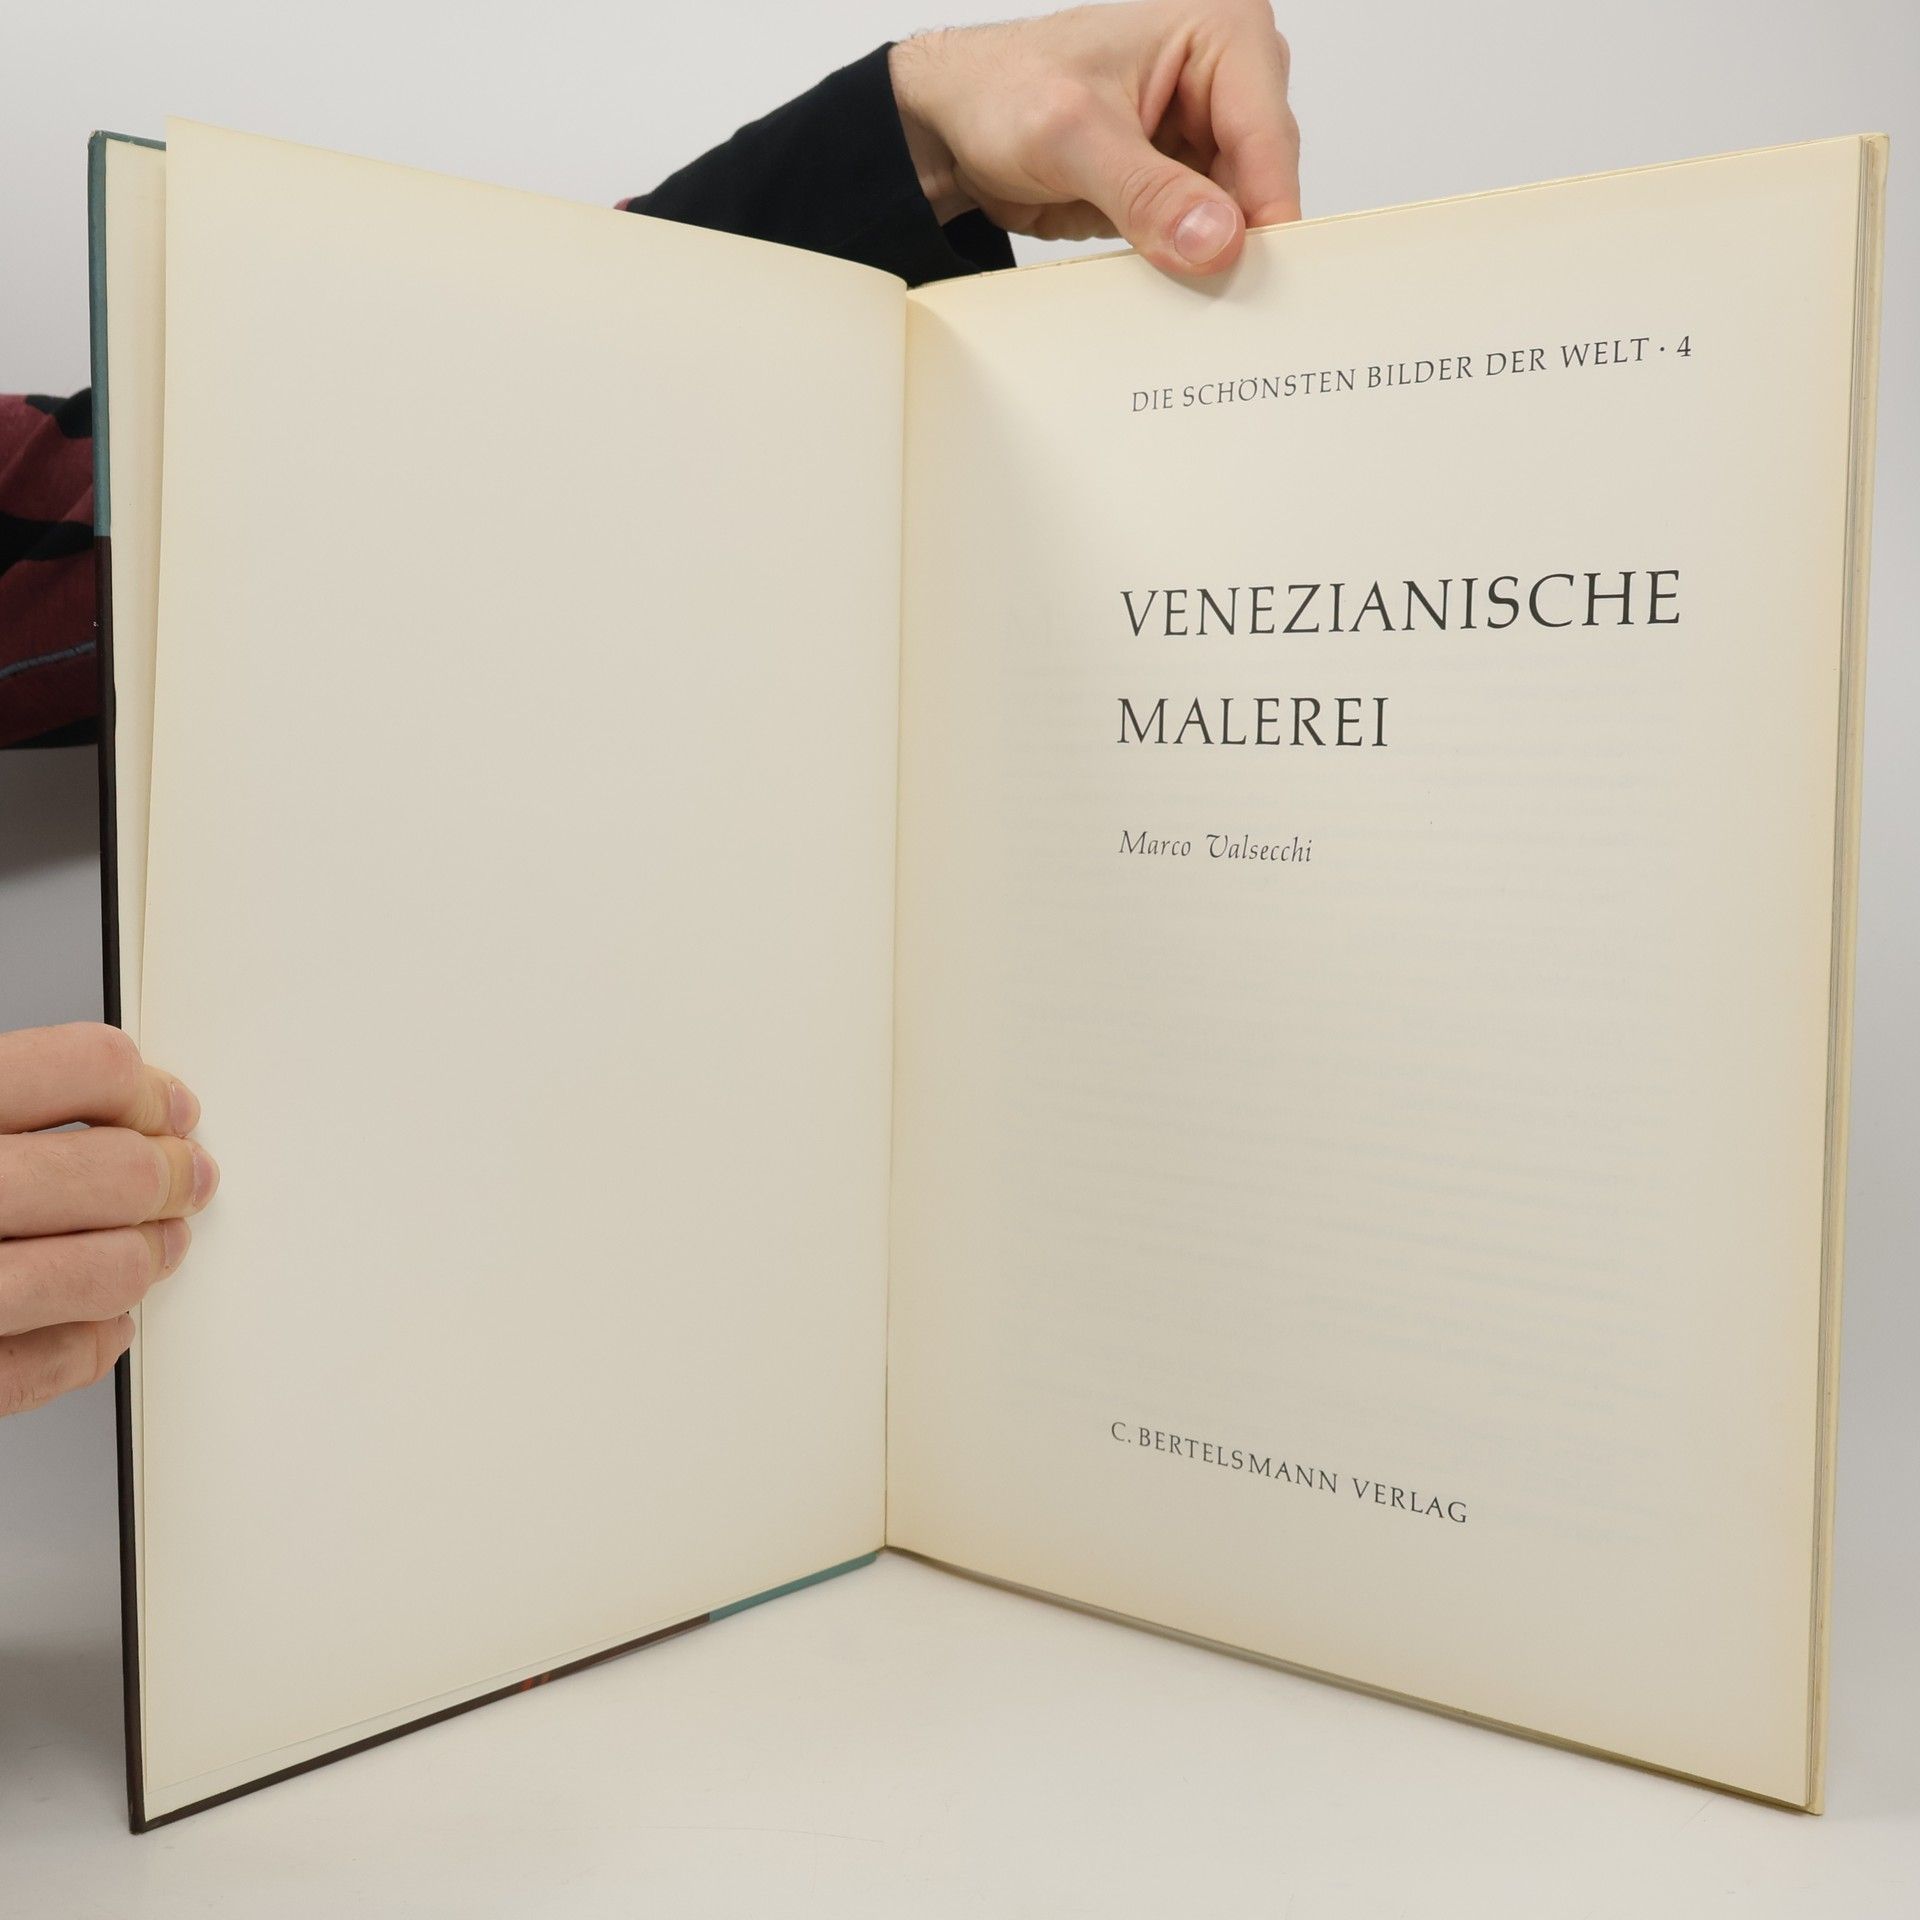 DIE SCHÖNSTEN BILDER DER WELT · 4
VENEZIANISCHE
MALEREI
Marco Valsecchi
C. BERTELSMANN VERLAG